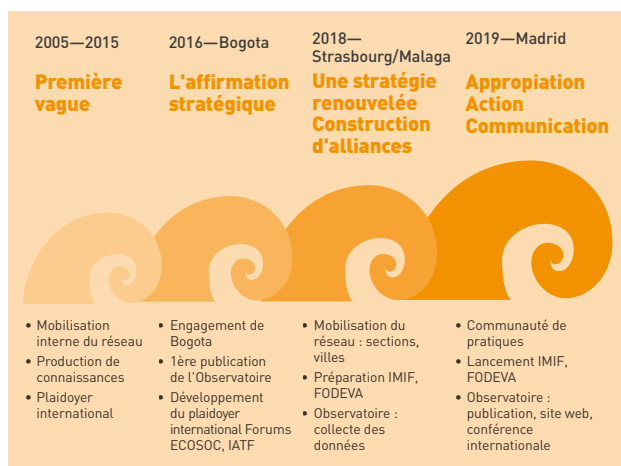 2005—2015
Première
vague
• Mobilisation
interne du réseau
• Production de
connaissances
• Plaidoyer
international
2016—Bogota
L'affirmation
stratégique
• Engagement de
Bogota
• 1ère publication
de l'Observatoire
• Développement
du plaidoyer
international Forums
ECOSOC, IATF
2018—
Strasbourg/Malaga
Une stratégie
renouvelée
Construction
d'alliances
• Mobilisation du
réseau : sections,
villes
• Préparation IMIF,
FODEVA
• Observatoire :
collecte des
données
2019—Madrid
Appropiation
Action
Communication
• Communauté de
pratiques
• Lancement IMIF,
FODEVA
• Observatoire :
publication, site web,
conférence
internationale